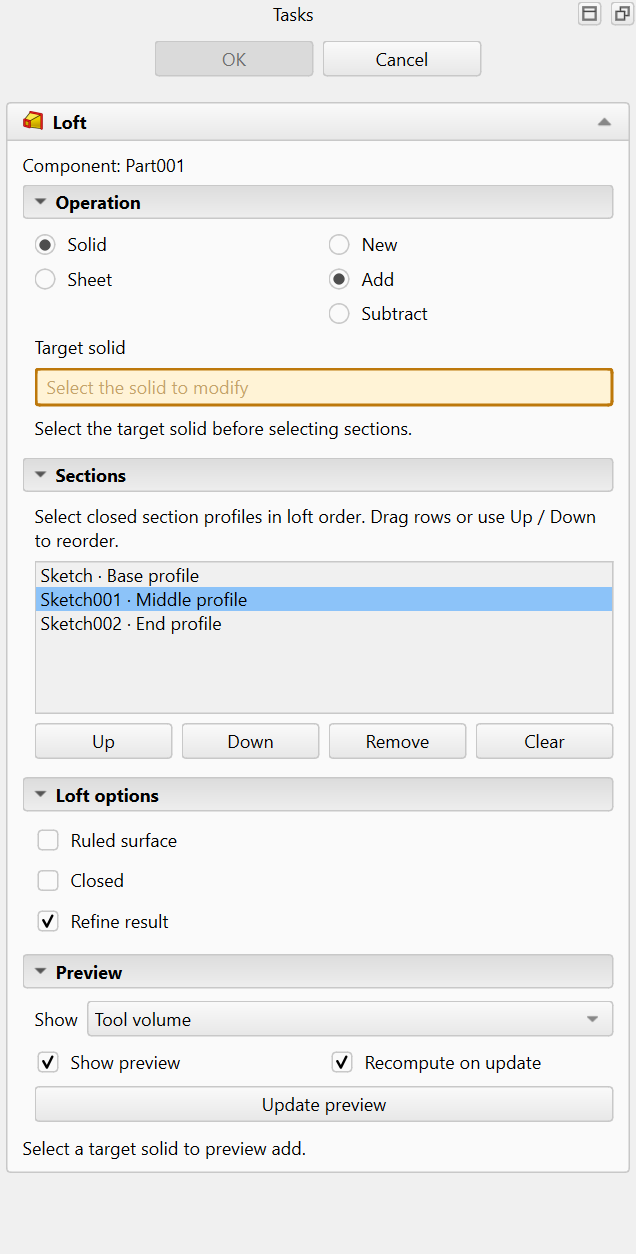 Tasks
OK
Cancel
Loft
Component: Part001
Operation
Solid
New
Sheet
Add
Subtract
Target solid
Select the solid to modify
Select the target solid before selecting sections.
Sections
Select closed section profiles in loft order. Drag rows or use Up / Down
to reorder.
Sketch · Base profile
Sketch001 · Middle profile
Sketch002 · End profile
Up
Down
Remove
Clear
Loft options
Ruled surface
Closed
Refine result
Preview
Show
Tool volume
Show preview
Recompute on update
Update preview
Select a target solid to preview add.